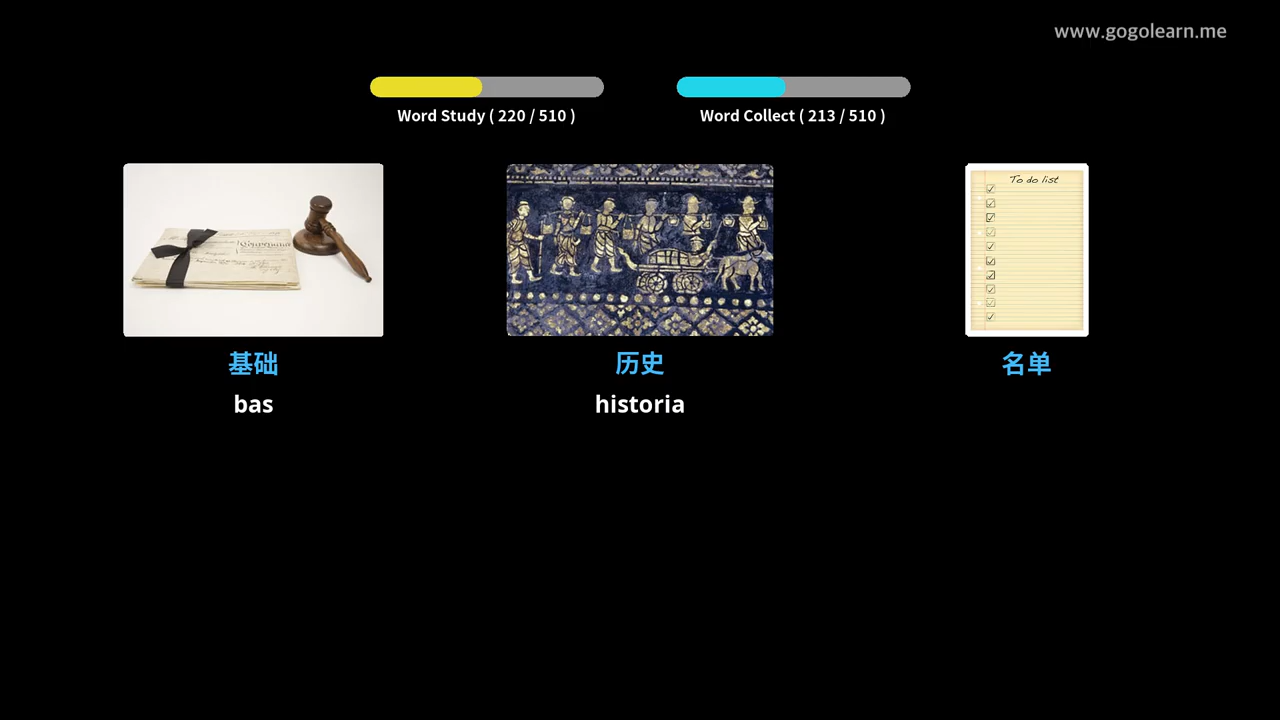 www.gogolearn.me
Word Study ( 220 / 510 )
Word Collect ( 213 / 510 )
To do list
基础
历史
名单
bas
historia